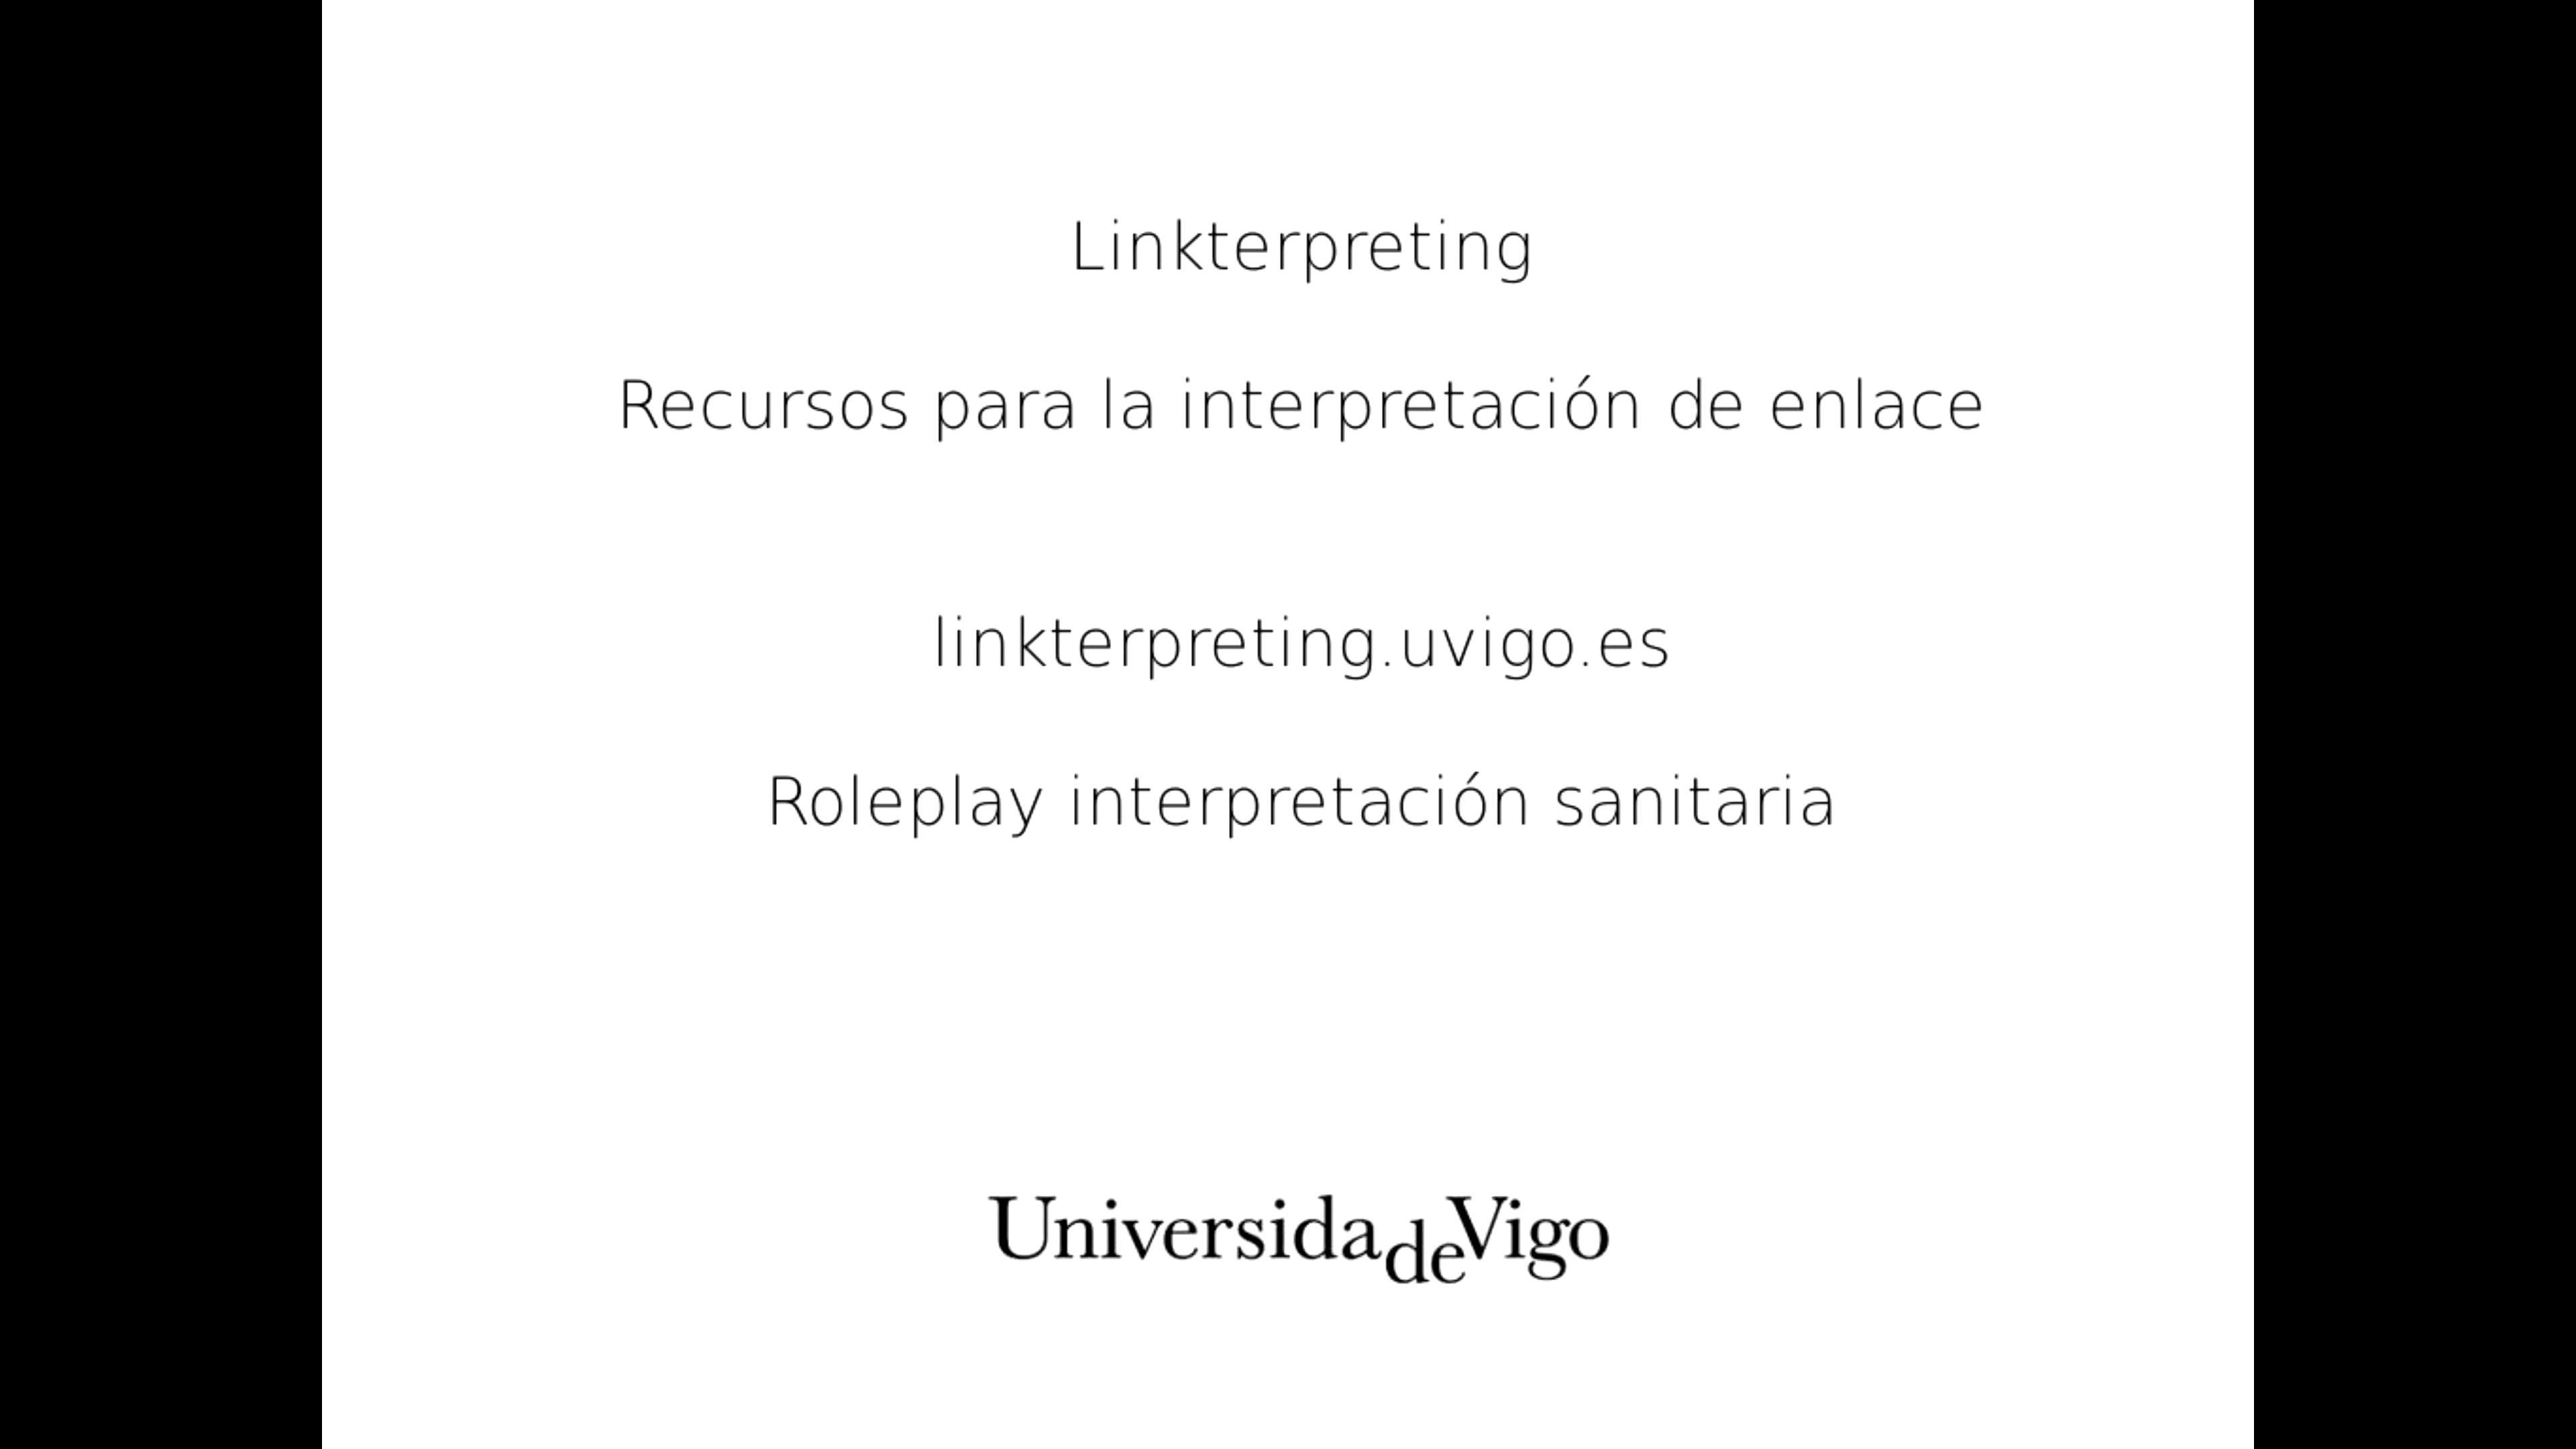 Linkterpreting
Recursos para la interpretación de enlace
linkterpreting.uvigo.es
Roleplay interpretación sanitaria
UniversidadeVigo